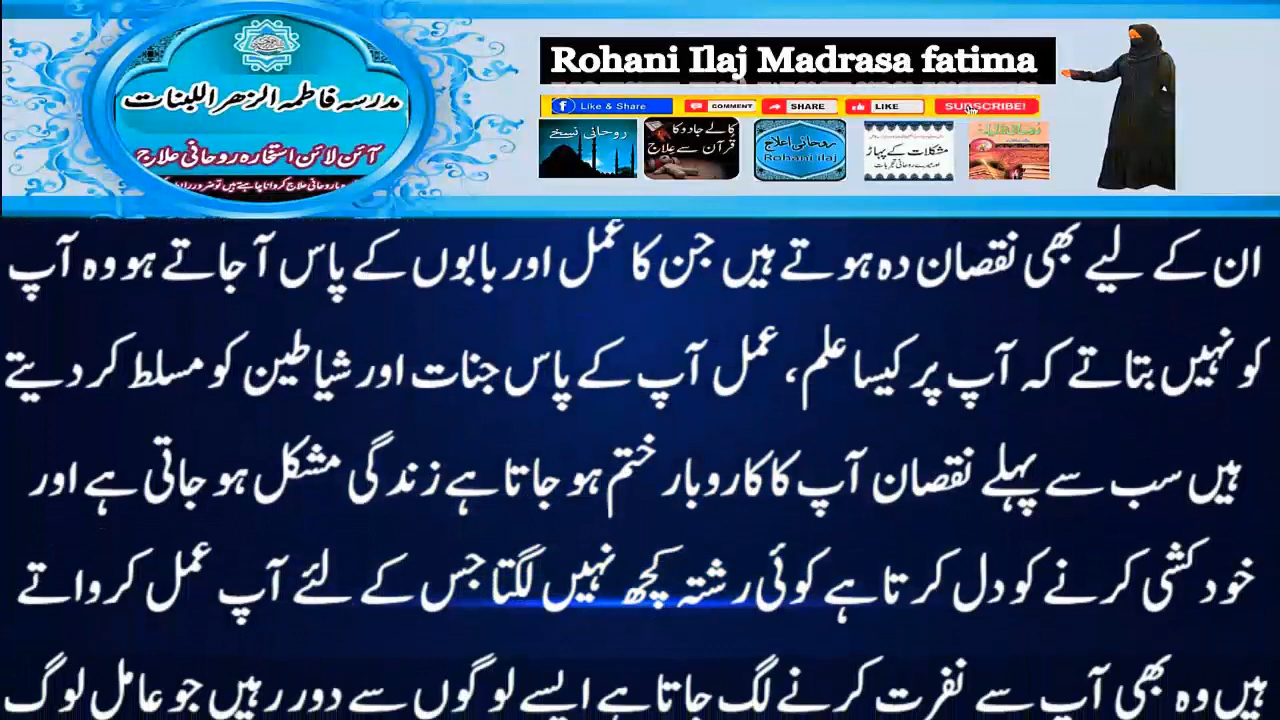 مدرسہ فاطمہ الزھرا للبنات
آئن لائن استخارہ روحانی علاج
Rohani Ilaj Madrasa fatima
Like & Share
COMMENT
SHARE
LIKE
SUBSCRIBE!
روحانی نسخ
کالے جادو کا
قرآن سے علاج
روحانی علاج
Rohani ilaj
مشکلات کے پہاڑ
ان کے لیے بھی نقصان دہ ہوتے ہیں جن کا عمل اور بابوں کے پاس آ جاتے ہو وہ آپ
کو نہیں بتاتے کہ آپ پر کیسا علم، عمل آپ کے پاس جنات اور شیاطین کو مسلط کر دیتے
ہیں سب سے پہلے نقصان آپ کا کاروبار ختم ہو جاتا ہے زندگی مشکل ہو جاتی ہے اور
خود کشی کرنے کو دل کرتا ہے کوئی رشتہ کچھ نہیں لگتا جس کے لئے آپ عمل کرواتے
ہیں وہ بھی آپ سے نفرت کرنے لگ جاتا ہے ایسے لوگوں سے دور رہیں جو عامل لوگ